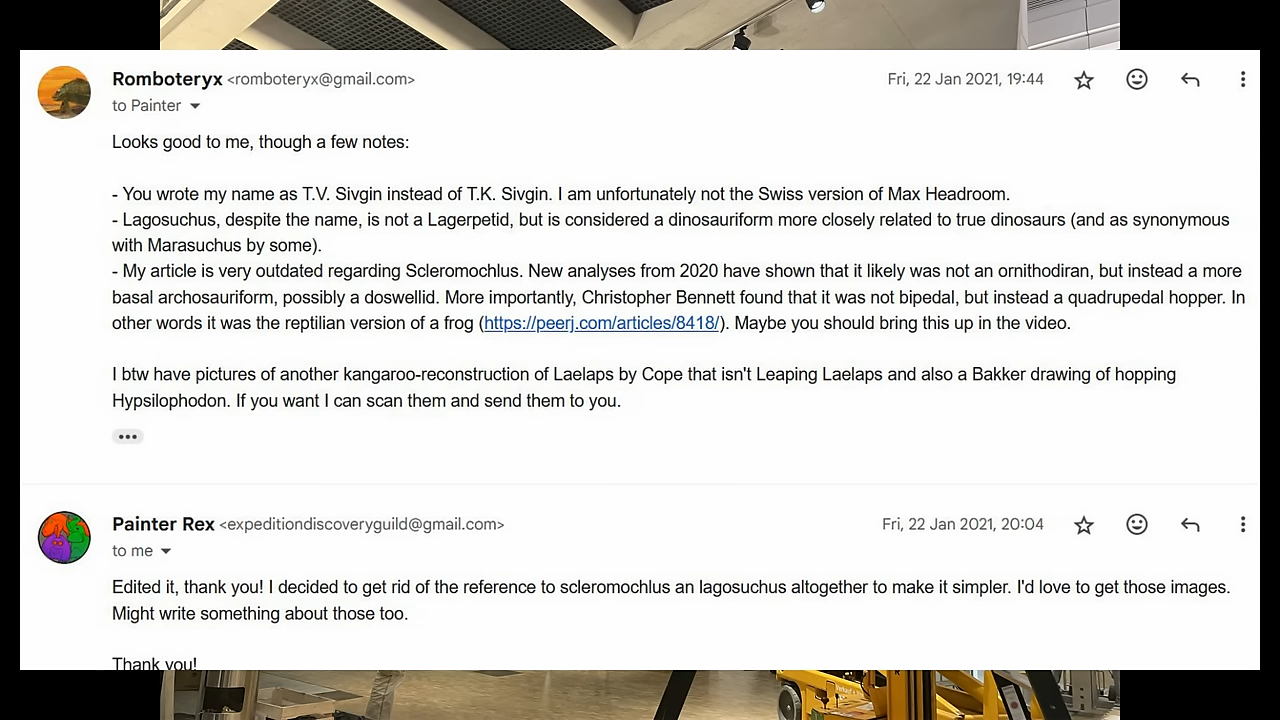 Romboteryx <romboteryx@gmail.com>
Fri, 22 Jan 2021, 19:44
to Painter
Looks good to me, though a few notes:
- You wrote my name as T.V. Sivgin instead of T.K. Sivgin. I am unfortunately not the Swiss version of Max Headroom.
- Lagosuchus, despite the name, is not a Lagerpetid, but is considered a dinosauriform more closely related to true dinosaurs (and as synonymous
with Marasuchus by some).
- My article is very outdated regarding Scleromochlus. New analyses from 2020 have shown that it likely was not an ornithodiran, but instead a more
basal archosauriform, possibly a doswellid. More importantly, Christopher Bennett found that it was not bipedal, but instead a quadrupedal hopper. In
other words it was the reptilian version of a frog (https://peerj.com/articles/8418/). Maybe you should bring this up in the video.
I btw have pictures of another kangaroo-reconstruction of Laelaps by Cope that isn't Leaping Laelaps and also a Bakker drawing of hopping
Hypsilophodon. If you want I can scan them and send them to you.
Painter Rex <expeditiondiscoveryguild@gmail.com>
Fri, 22 Jan 2021, 20:04
to me
Edited it, thank you! I decided to get rid of the reference to scleromochlus an lagosuchus altogether to make it simpler. I'd love to get those images.
Might write something about those too.
Thank you!